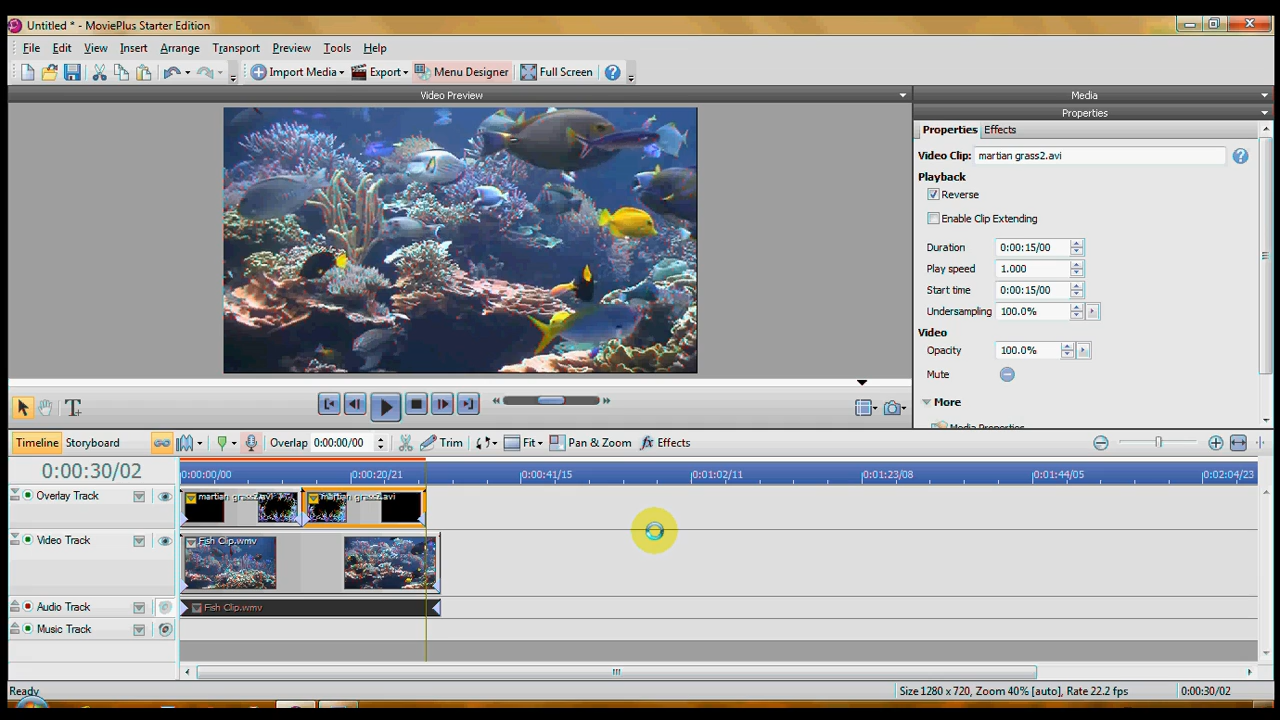 Untitled * - MoviePlus Starter Edition
File Edit View Insert Arrange Transport Preview Tools Help
Import Media Export Menu Designer Full Screen
Video Preview
Media
Properties
Properties Effects
Video Clip: martian grass2.avi
Playback
Reverse
Enable Clip Extending
Duration 0:00:15/00
Play speed 1.000
Start time 0:00:15/00
Undersampling 100.0%
Video
Opacity 100.0%
Mute
More
Media Properties
Timeline Storyboard Overlap 0:00:00/00 Trim Fit Pan & Zoom fx Effects
0:00:30/02
0:00:00/00 0:00:20/21 0:00:41/15 0:01:02/11 0:01:23/08 0:01:44/05 0:02:04/23
Overlay Track martian grass2.avi martian grass2.avi
Video Track Fish Clip.wmv
Audio Track Fish Clip.wmv
Music Track
Ready Size 1280 x 720, Zoom 40% [auto], Rate 22.2 fps 0:00:30/02